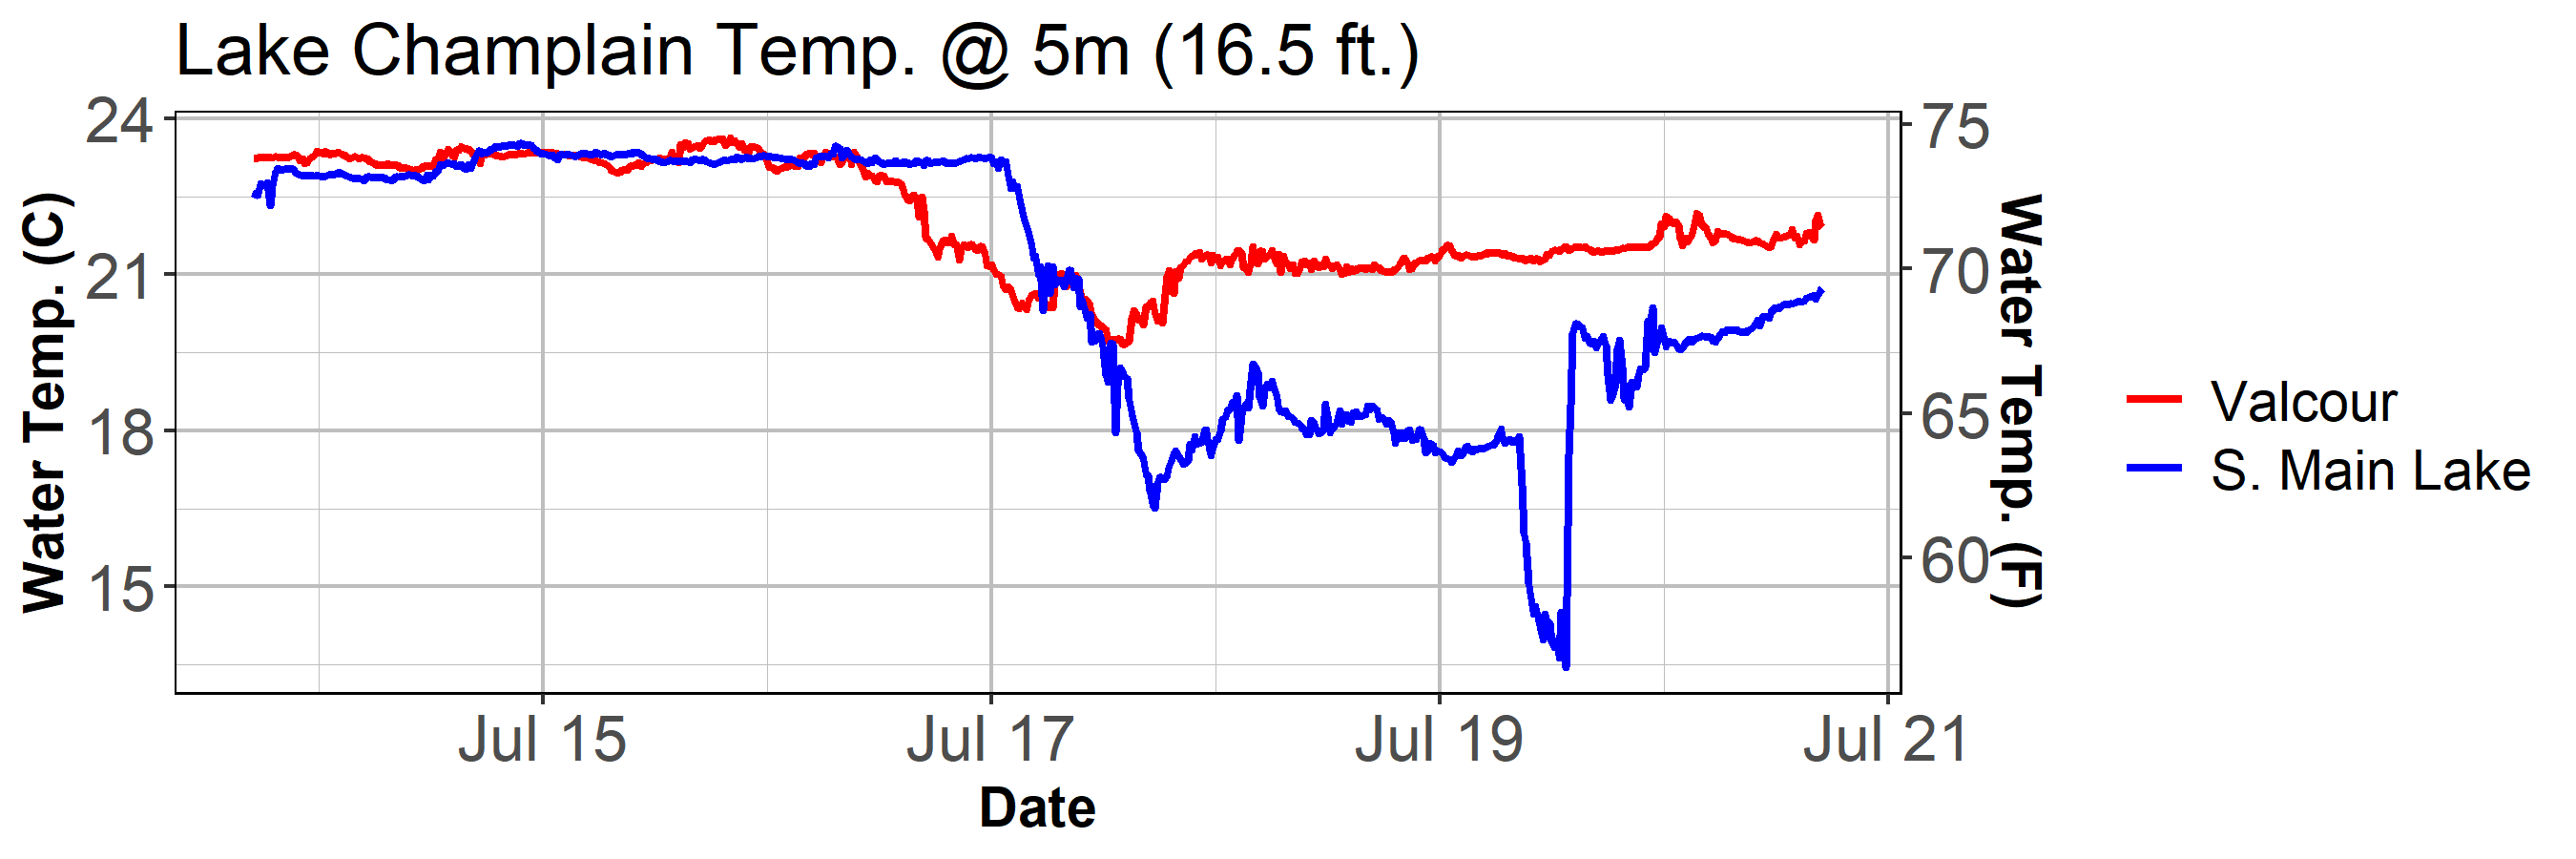 Lake Champlain Temp. @ 5m (16.5 ft.)
24
21
18
15
Water Temp. (C)
75
70
65
60
Water Temp. (F)
Jul 15
Jul 17
Jul 19
Jul 21
Date
Valcour
S. Main Lake